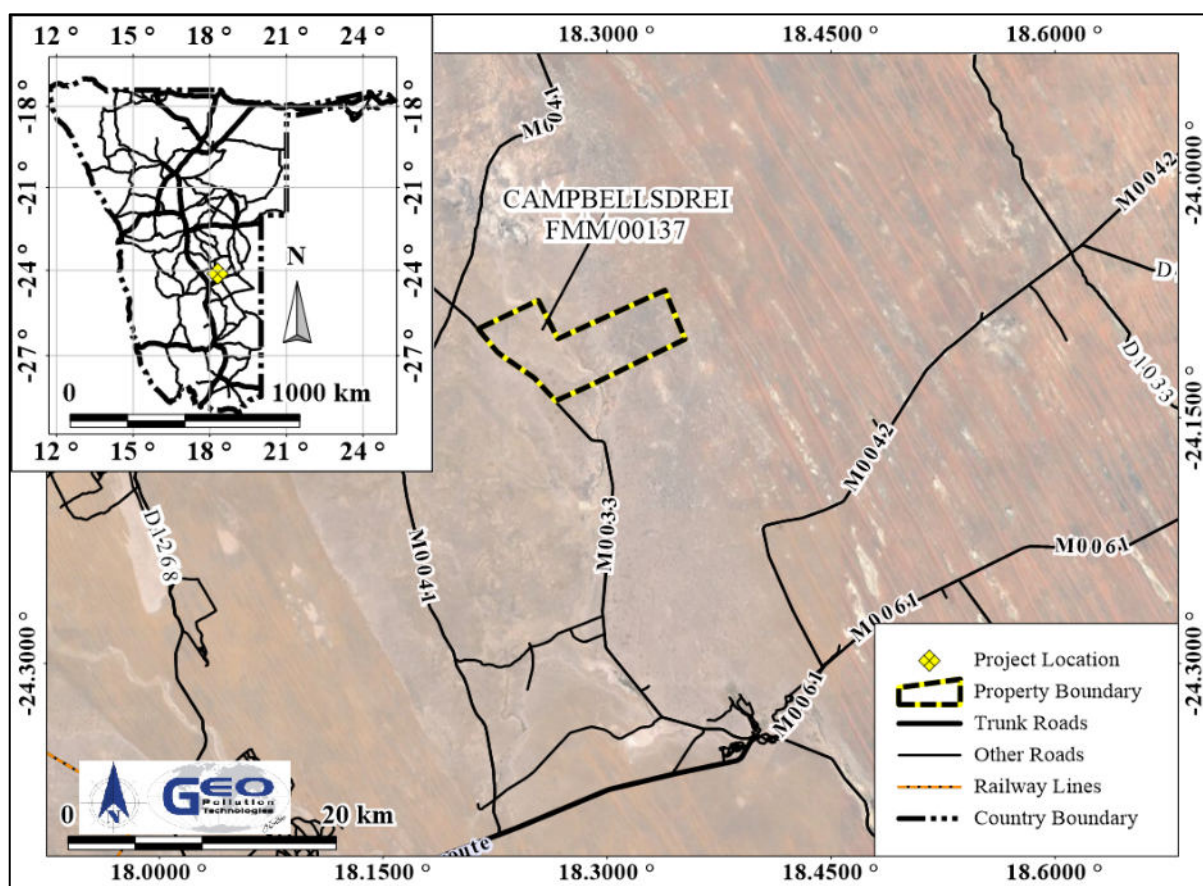 12 ° 15 ° 18 ° 21 ° 24 °
18.3000 ° 18.4500 ° 18.6000 °
-18 °
-21 °
-24 °
-27 °
-18 °
-21 °
-24 °
-27 °
N
0 1000 km
12 ° 15 ° 18 ° 21 ° 24 °
M0041
CAMPBELLSDREI
FMM/00137
M0042
D
D1033
-24.0000 °
-24.1500 °
-24.3000 °
-24.3000 °
M0042
M0061
M0061
M0061
M0033
M0041
D1268
oute
Project Location
Property Boundary
Trunk Roads
Other Roads
Railway Lines
Country Boundary
N
GEO
Pollution
Technologies
0 20 km
18.0000 ° 18.1500 ° 18.3000 ° 18.4500 ° 18.6000 °